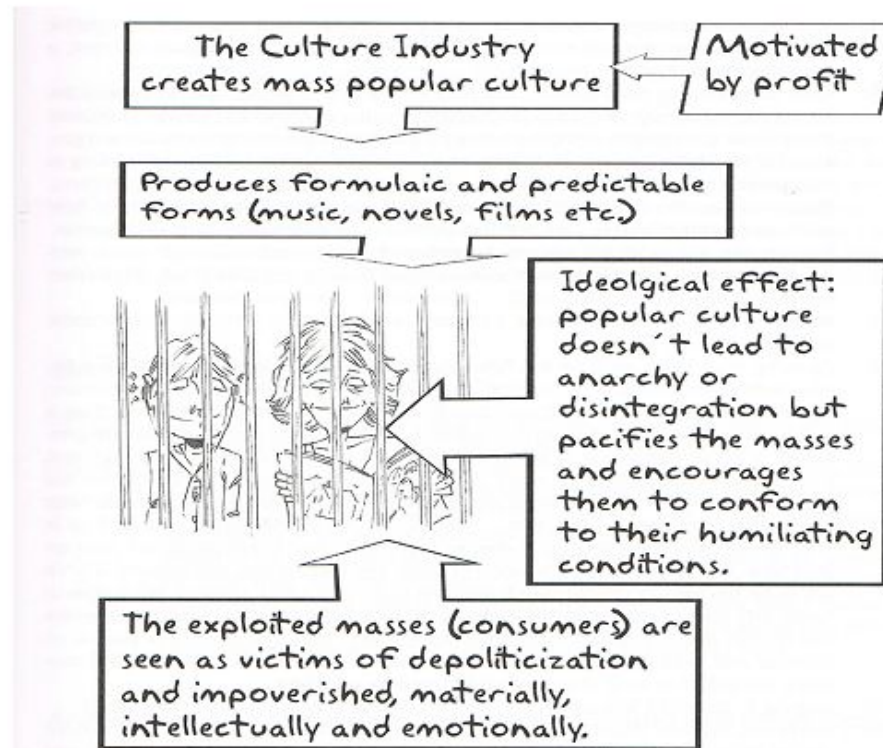 The Culture Industry
creates mass popular culture
Motivated
by profit
Produces formulaic and predictable
forms (music, novels, films etc.)
Ideolgical effect:
popular culture
doesn´t lead to
anarchy or
disintegration but
pacifies the masses
and encourages
them to conform
to their humiliating
conditions.
The exploited masses (consumers) are
seen as victims of depoliticization
and impoverished, materially,
intellectually and emotionally.